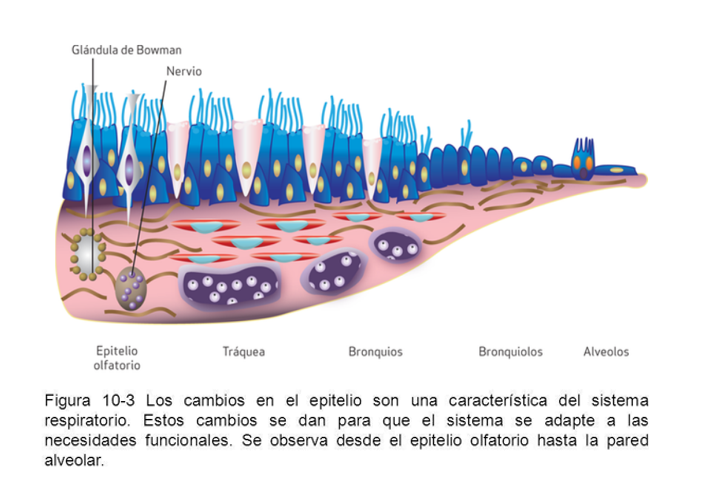 Glándula de Bowman
Nervio
Epitelio
olfatorio
Tráquea
Bronquios
Bronquiolos
Alveolos
Figura 10-3 Los cambios en el epitelio son una característica del sistema
respiratorio. Estos cambios se dan para que el sistema se adapte a las
necesidades funcionales. Se observa desde el epitelio olfatorio hasta la pared
alveolar.